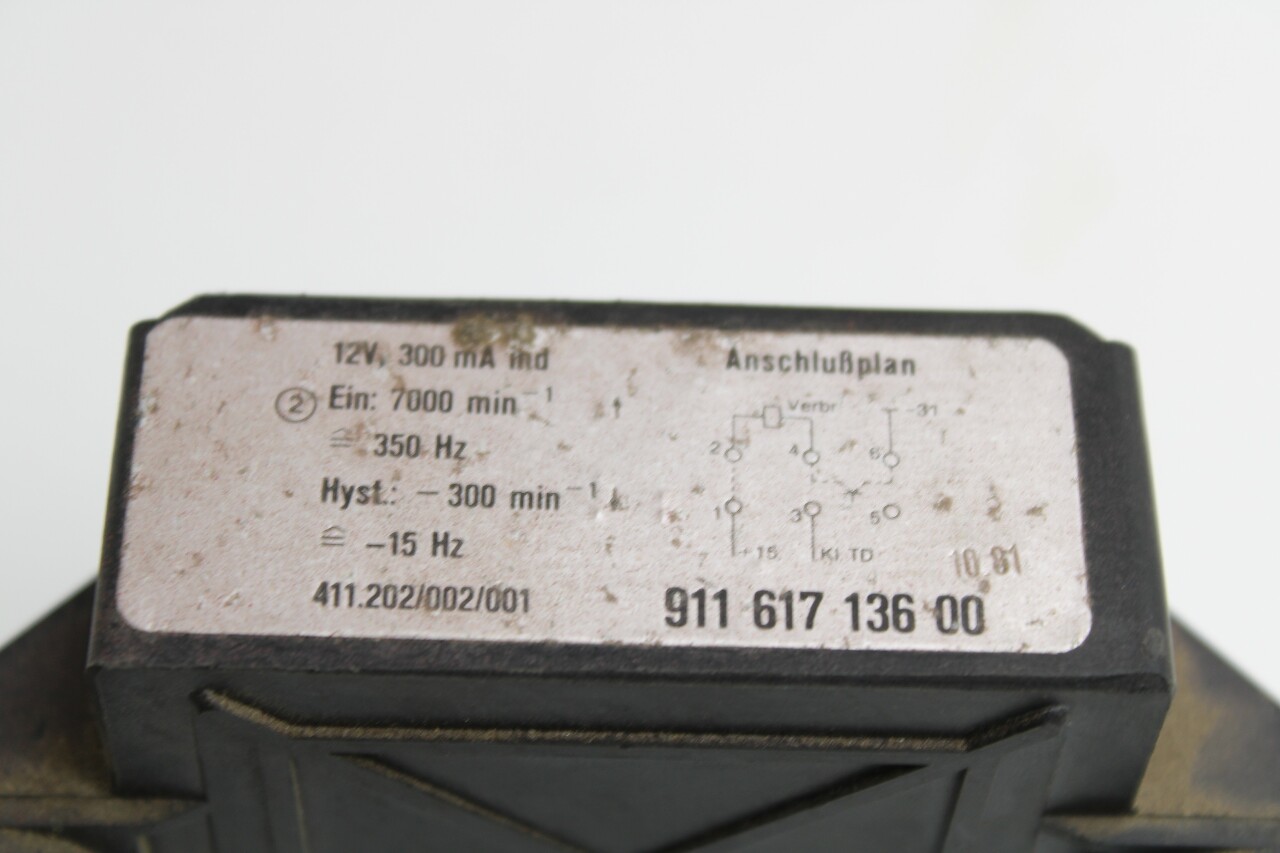 12V, 300 mA ind
② Ein: 7000 min⁻¹ ↑
≙ 350 Hz
Hyst.: − 300 min⁻¹ ↓
≙ −15 Hz
411.202/002/001
Anschlußplan
Verbr −31
2 4 6
1 3 5
+15 Kl TD
10.81
911 617 136 00